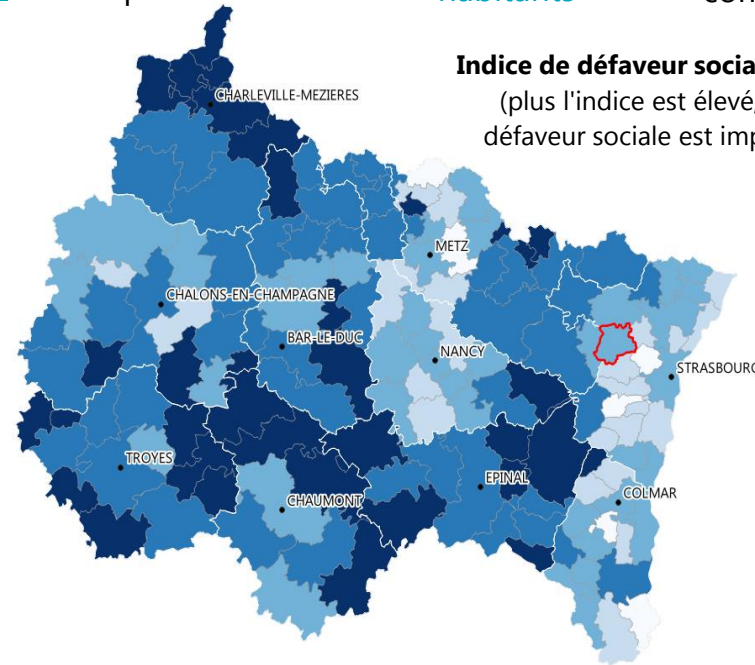 Indice de défaveur socia
(plus l'indice est élevé,
défaveur sociale est imp
CHARLEVILLE-MEZIERES
METZ
CHALONS-EN-CHAMPAGNE
BAR-LE-DUC
NANCY
STRASBOURG
TROYES
EPINAL
CHAUMONT
COLMAR